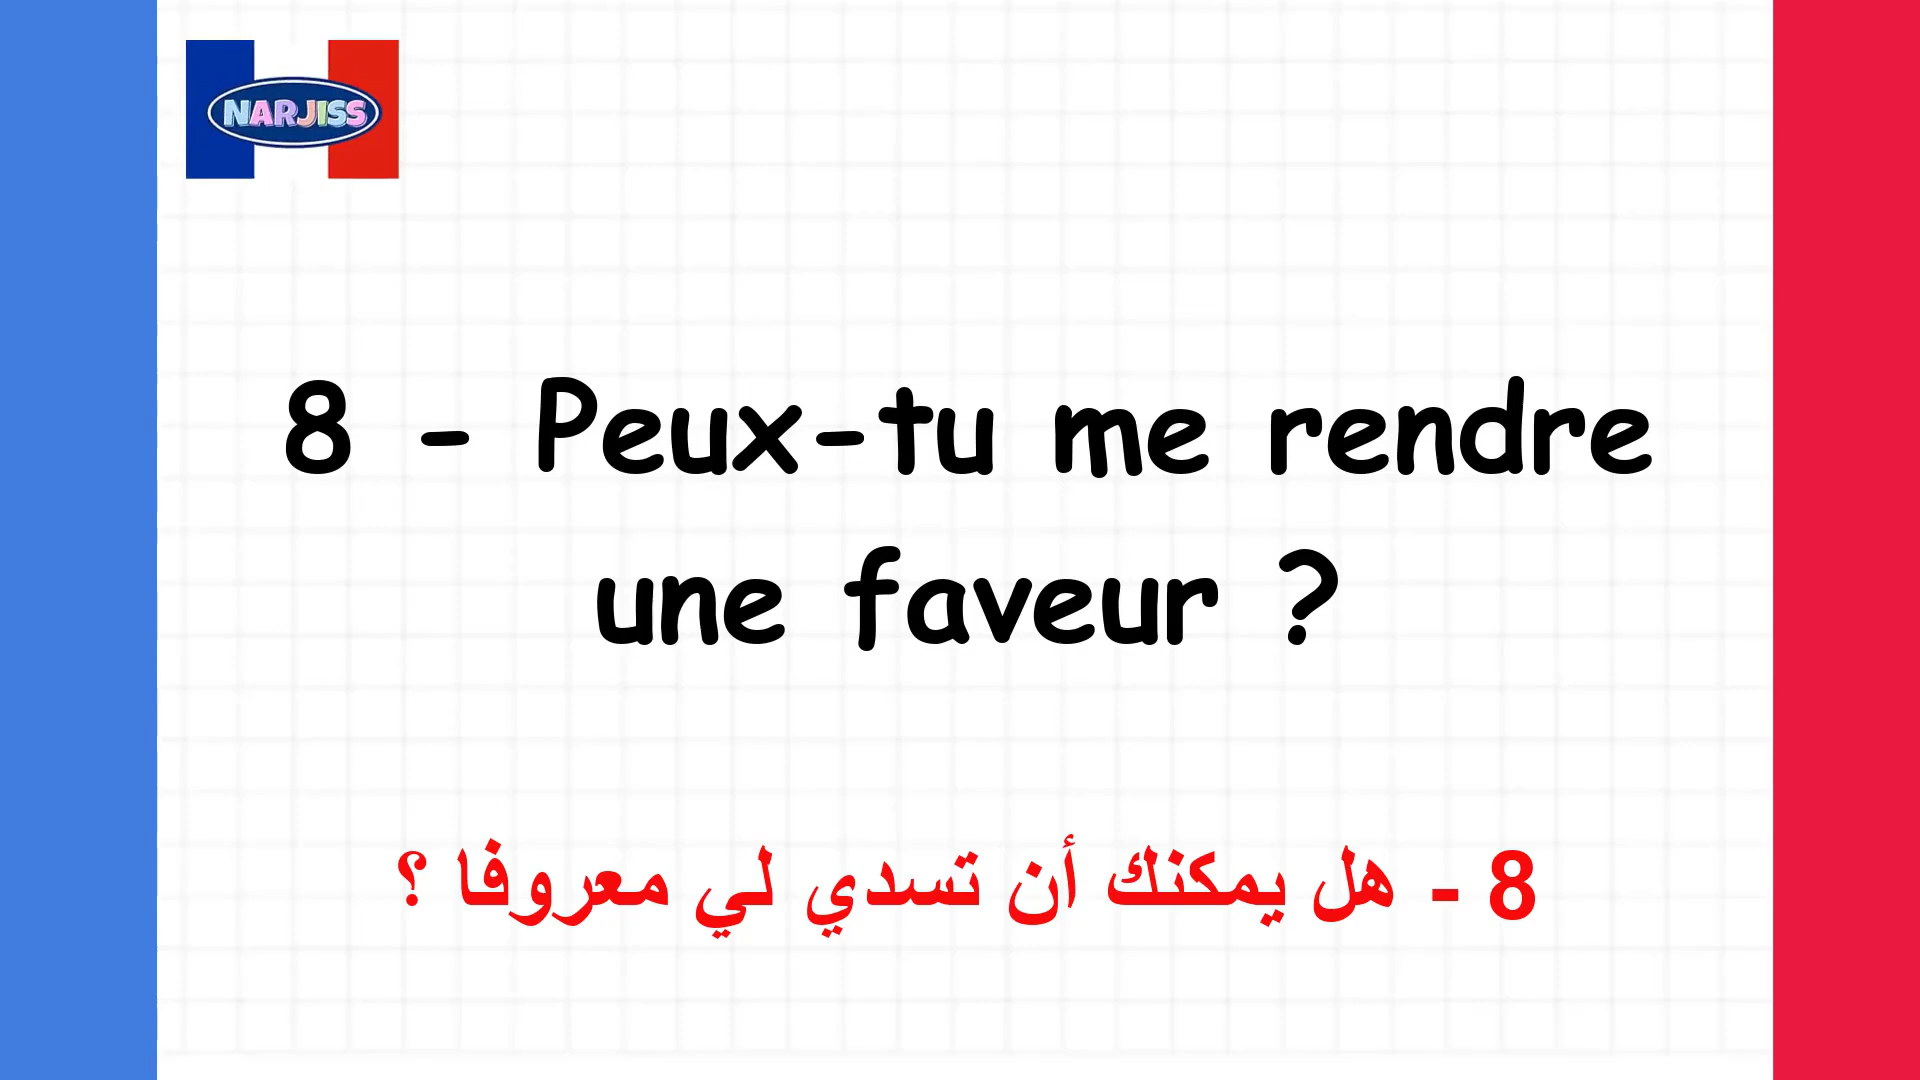 NARJISS
8 - Peux-tu me rendre
une faveur ?
8 - هل يمكنك أن تسدي لي معروفا ؟